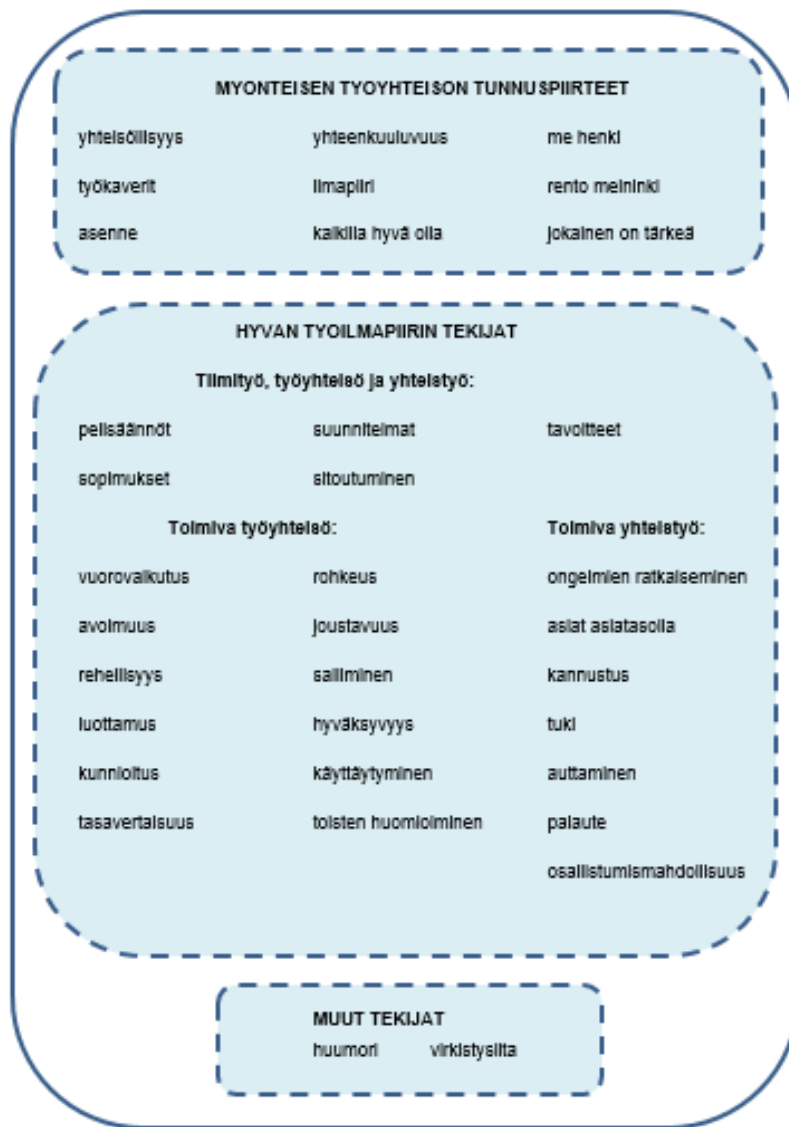 MYONTEISEN TYOYHTEISON TUNNUSPIIRTEET
yhteisöllisyys yhteenkuuluvuus me henki
työkaverit ilmapiiri rento meininki
asenne kaikilla hyvä olla jokainen on tärkeä
HYVAN TYOILMAPIIRIN TEKIJAT
Tiimityö, työyhteisö ja yhteistyö:
pelisäännöt suunnitelmat tavoitteet
sopimukset sitoutuminen
Toimiva työyhteisö: Toimiva yhteistyö:
vuorovaikutus rohkeus ongelmien ratkaiseminen
avoimuus joustavuus asiat asiatasolla
rehellisyys salliminen kannustus
luottamus hyväksyvyys tuki
kunnioitus käyttäytyminen auttaminen
tasavertaisuus toisten huomioiminen palaute
osallistumismahdollisuus
MUUT TEKIJAT
huumori virkistysilta